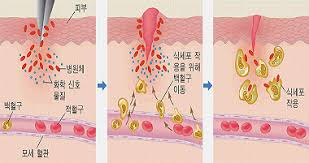 피부
병원체
화학 신호
물질
백혈구
적혈구
모세 혈관
식세포 작
용을 위해
백혈구
이동
식세포
작용